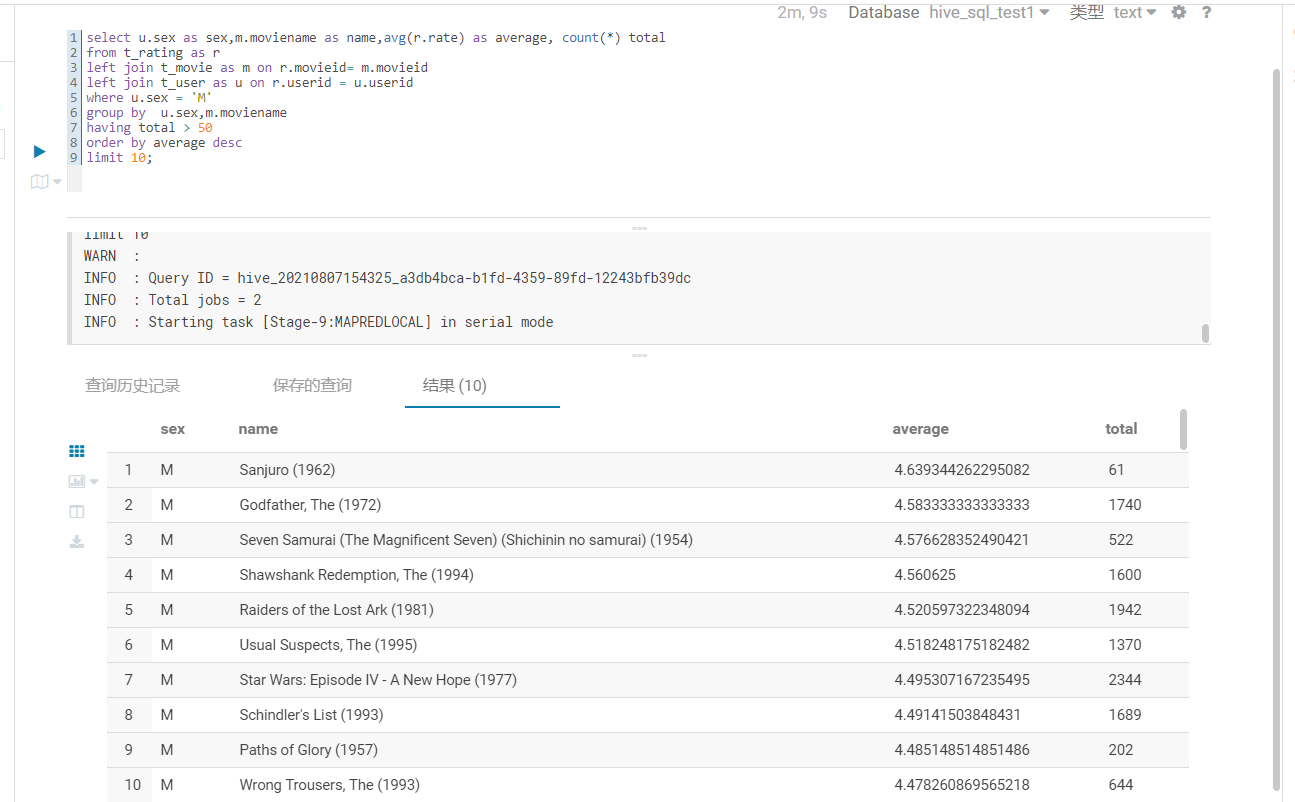 2m, 9s Database hive_sql_test1 类型 text ?
1 select u.sex as sex,m.moviename as name,avg(r.rate) as average, count(*) total
2 from t_rating as r
3 left join t_movie as m on r.movieid= m.movieid
4 left join t_user as u on r.userid = u.userid
5 where u.sex = 'M'
6 group by  u.sex,m.moviename
7 having total > 50
8 order by average desc
9 limit 10;
limit 10
WARN  :
INFO  : Query ID = hive_20210807154325_a3db4bca-b1fd-4359-89fd-12243bfb39dc
INFO  : Total jobs = 2
INFO  : Starting task [Stage-9:MAPREDLOCAL] in serial mode
查询历史记录 保存的查询 结果 (10)
sex name average total
1 M Sanjuro (1962) 4.639344262295082 61
2 M Godfather, The (1972) 4.583333333333333 1740
3 M Seven Samurai (The Magnificent Seven) (Shichinin no samurai) (1954) 4.576628352490421 522
4 M Shawshank Redemption, The (1994) 4.560625 1600
5 M Raiders of the Lost Ark (1981) 4.520597322348094 1942
6 M Usual Suspects, The (1995) 4.518248175182482 1370
7 M Star Wars: Episode IV - A New Hope (1977) 4.495307167235495 2344
8 M Schindler's List (1993) 4.49141503848431 1689
9 M Paths of Glory (1957) 4.485148514851486 202
10 M Wrong Trousers, The (1993) 4.478260869565218 644